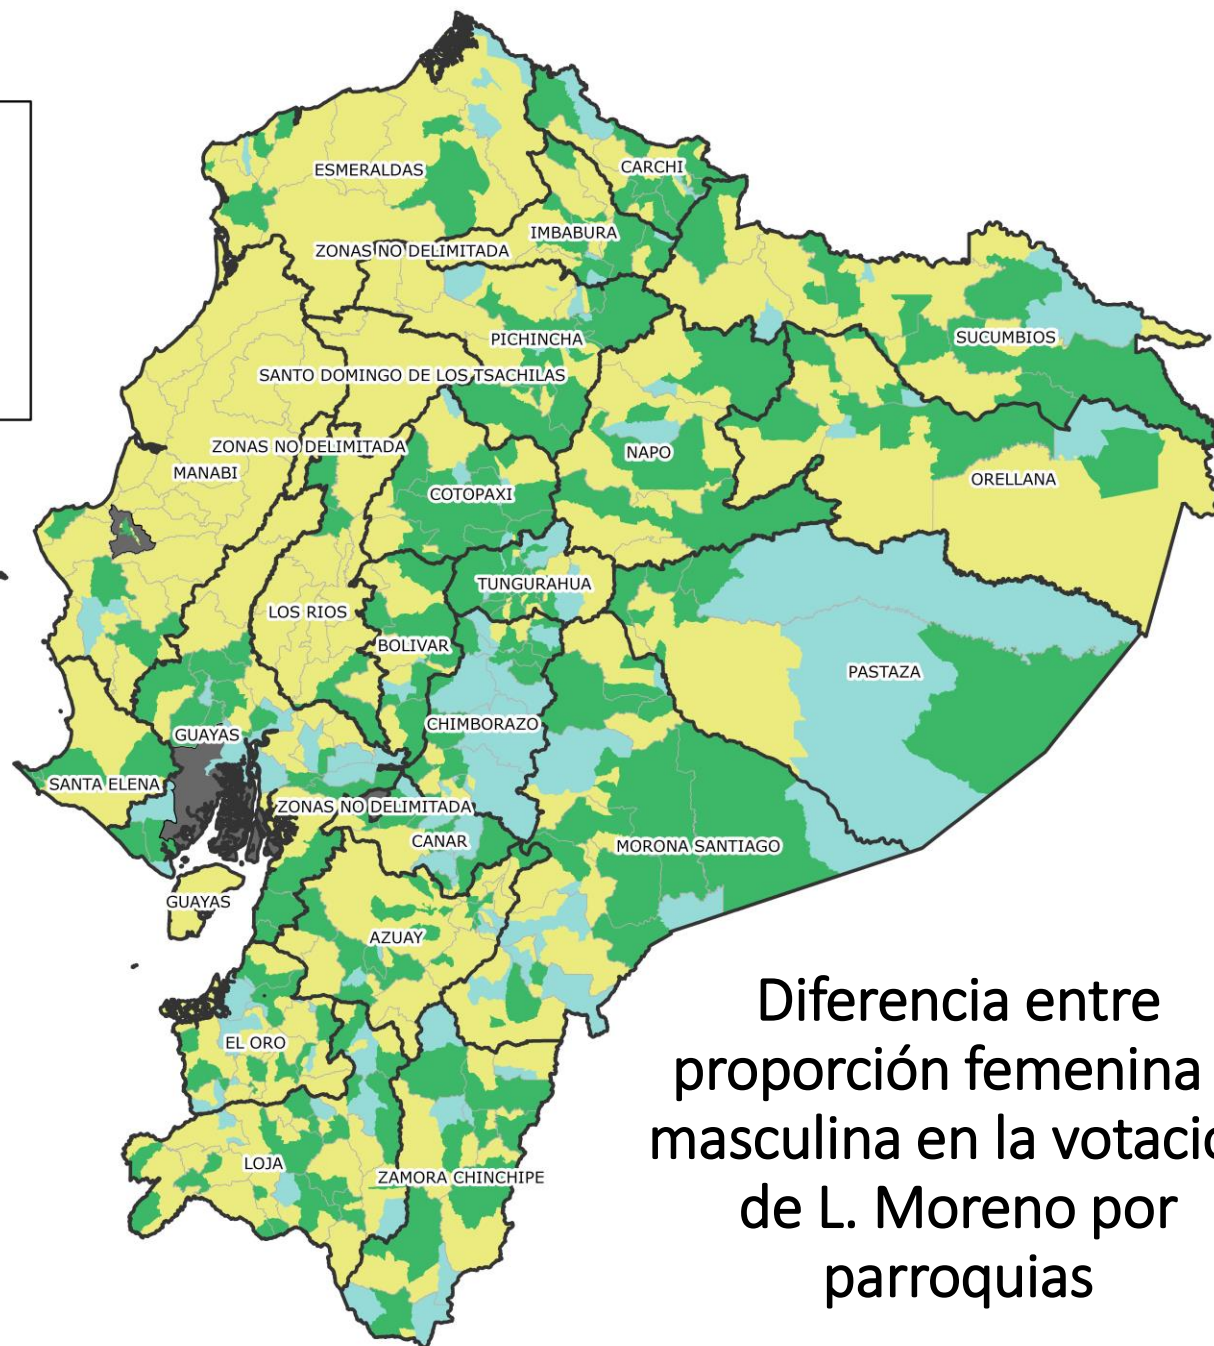 ESMERALDAS
CARCHI
IMBABURA
ZONAS NO DELIMITADA
PICHINCHA
SUCUMBIOS
SANTO DOMINGO DE LOS TSACHILAS
ZONAS NO DELIMITADA
NAPO
MANABI
ORELLANA
COTOPAXI
TUNGURAHUA
LOS RIOS
BOLIVAR
PASTAZA
CHIMBORAZO
GUAYAS
SANTA ELENA
ZONAS NO DELIMITADA
CANAR
MORONA SANTIAGO
GUAYAS
AZUAY
EL ORO
LOJA
ZAMORA CHINCHIPE
Diferencia entre
proporción femenina
masculina en la votació
de L. Moreno por
parroquias